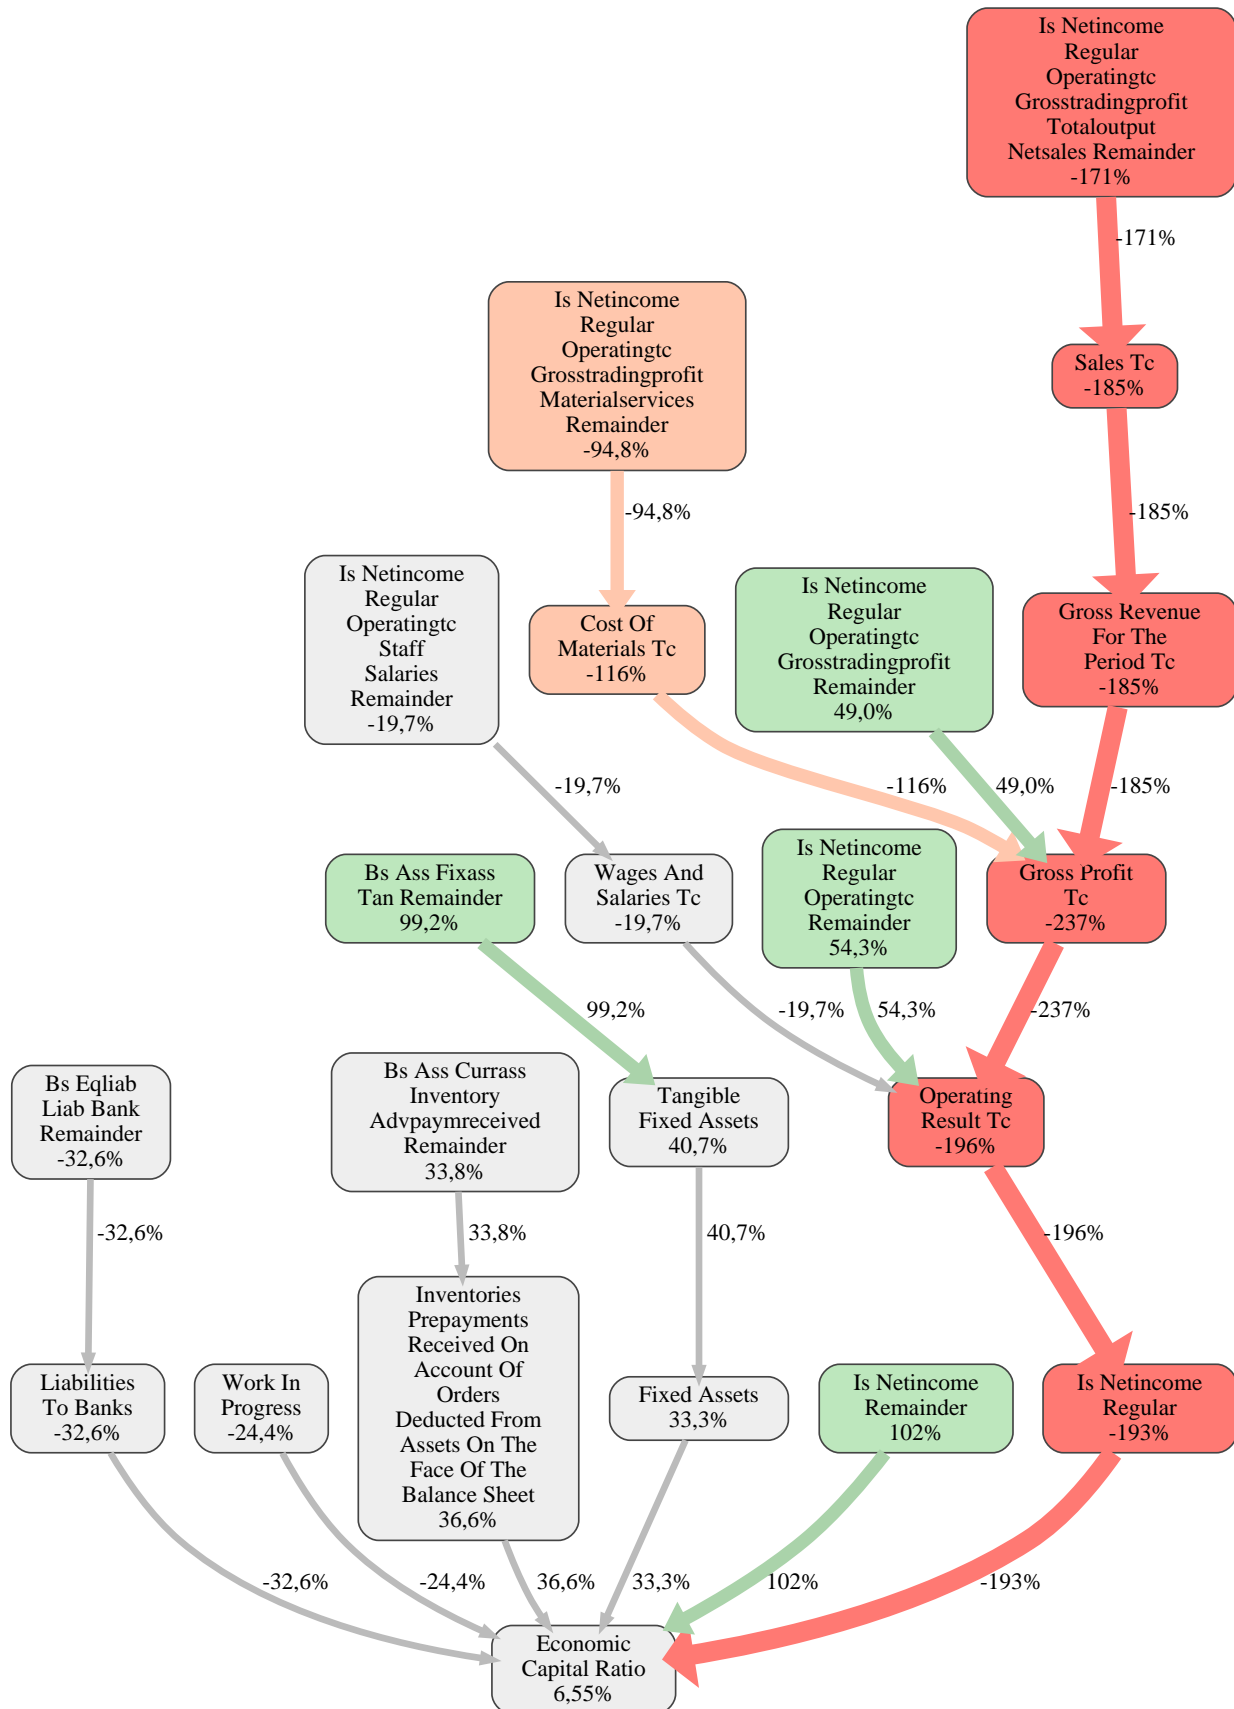 Is Netincome
Regular
Operatingtc
Grosstradingprofit
Totaloutput
Netsales Remainder
-171%
-171%
Is Netincome
Regular
Operatingtc
Grosstradingprofit
Materialservices
Remainder
-94,8%
Sales Tc
-185%
-94,8%
-185%
Is Netincome
Regular
Operatingtc
Staff
Salaries
Remainder
-19,7%
Cost Of
Materials Tc
-116%
Is Netincome
Regular
Operatingtc
Grosstradingprofit
Remainder
49,0%
Gross Revenue
For The
Period Tc
-185%
-19,7%
-116%
49,0%
-185%
Bs Ass Fixass
Tan Remainder
99,2%
Wages And
Salaries Tc
-19,7%
Is Netincome
Regular
Operatingtc
Remainder
54,3%
Gross Profit
Tc
-237%
99,2%
-19,7%
54,3%
-237%
Bs Eqliab
Liab Bank
Remainder
-32,6%
Bs Ass Currass
Inventory
Advpaymreceived
Remainder
33,8%
Tangible
Fixed Assets
40,7%
Operating
Result Tc
-196%
-32,6%
33,8%
40,7%
-196%
Liabilities
To Banks
-32,6%
Work In
Progress
-24,4%
Inventories
Prepayments
Received On
Account Of
Orders
Deducted From
Assets On The
Face Of The
Balance Sheet
36,6%
Fixed Assets
33,3%
Is Netincome
Remainder
102%
Is Netincome
Regular
-193%
-32,6%
-24,4%
36,6%
33,3%
102%
-193%
Economic
Capital Ratio
6,55%